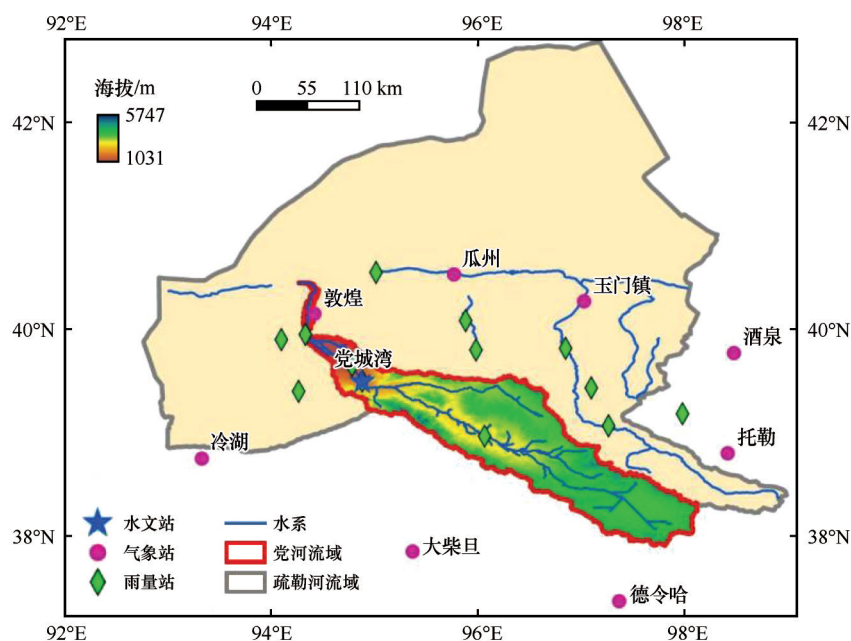 92°E 94°E 96°E 98°E
海拔/m
5747
1031
0 55 110 km
42°N 42°N
瓜州
玉门镇
敦煌
40°N 40°N
酒泉
党城湾
冷湖
托勒
水文站 水系
38°N 38°N
气象站 党河流域
大柴旦
雨量站 疏勒河流域
德令哈
92°E 94°E 96°E 98°E